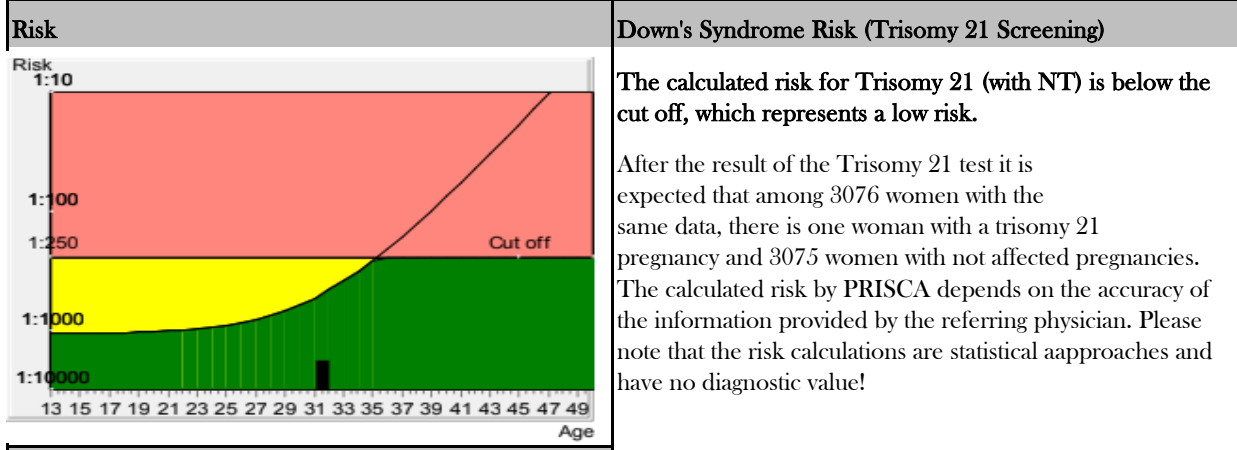 Risk
Down's Syndrome Risk (Trisomy 21 Screening)
Risk
1:10
1:100
1:250
Cut off
1:1000
1:10000
13 15 17 19 21 23 25 27 29 31 33 35 37 39 41 43 45 47 49
Age
The calculated risk for Trisomy 21 (with NT) is below the
cut off, which represents a low risk.
After the result of the Trisomy 21 test it is
expected that among 3076 women with the
same data, there is one woman with a trisomy 21
pregnancy and 3075 women with not affected pregnancies.
The calculated risk by PRISCA depends on the accuracy of
the information provided by the referring physician. Please
note that the risk calculations are statistical aapproaches and
have no diagnostic value!